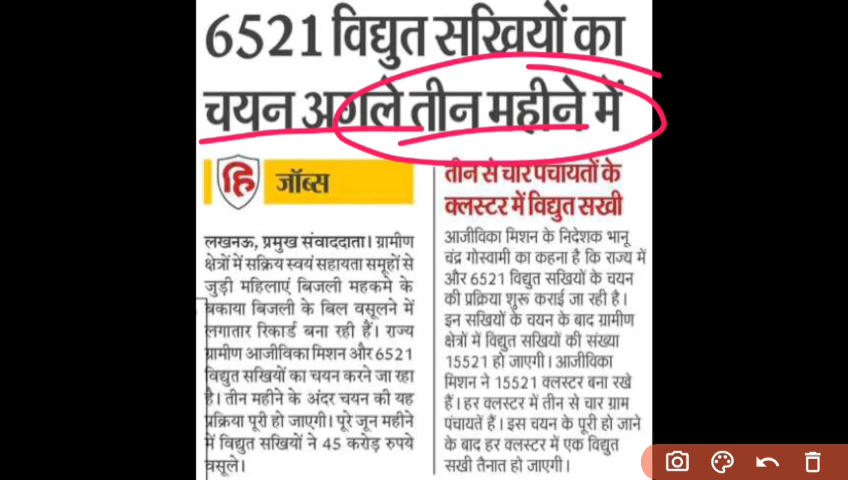 6521 विद्युत सखियों का
चयन अगले तीन महीने में
हि जॉब्स
लखनऊ, प्रमुख संवाददाता। ग्रामीण
क्षेत्रों में सक्रिय स्वयं सहायता समूहों से
जुड़ी महिलाएं बिजली महकमे के
बकाया बिजली के बिल वसूलने में
लगातार रिकार्ड बना रही हैं। राज्य
ग्रामीण आजीविका मिशन और 6521
विद्युत सखियों का चयन करने जा रहा
है। तीन महीने के अंदर चयन की यह
प्रक्रिया पूरी हो जाएगी। पूरे जून महीने
में विद्युत सखियों ने 45 करोड़ रुपये
वसूले।
तीन से चार पंचायतों के
क्लस्टर में विद्युत सखी
आजीविका मिशन के निदेशक भानु
चंद्र गोस्वामी का कहना है कि राज्य में
और 6521 विद्युत सखियों के चयन
की प्रक्रिया शुरू कराई जा रही है।
इन सखियों के चयन के बाद ग्रामीण
क्षेत्रों में विद्युत सखियों की संख्या
15521 हो जाएगी। आजीविका
मिशन ने 15521 क्लस्टर बना रखे
हैं। हर क्लस्टर में तीन से चार ग्राम
पंचायतें हैं। इस चयन के पूरी हो जाने
के बाद हर क्लस्टर में एक विद्युत
सखी तैनात हो जाएगी।